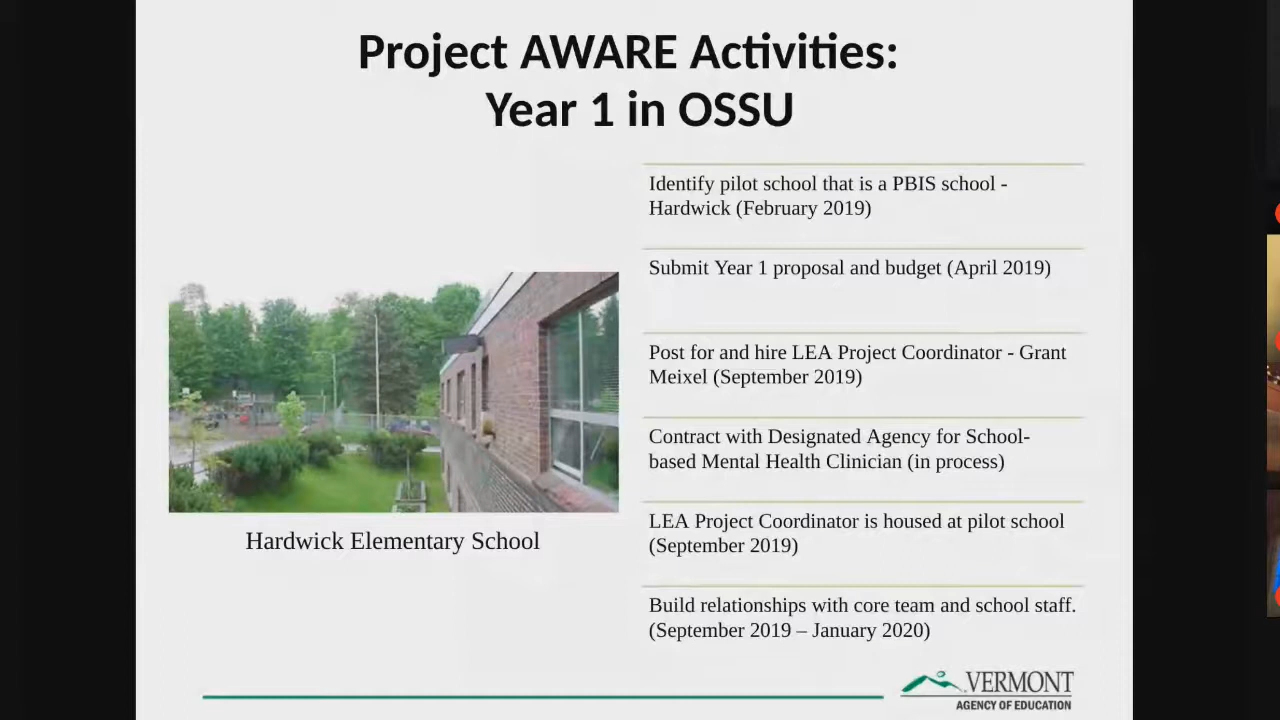 Project AWARE Activities:
Year 1 in OSSU
Identify pilot school that is a PBIS school -
Hardwick (February 2019)
Submit Year 1 proposal and budget (April 2019)
Post for and hire LEA Project Coordinator - Grant
Meixel (September 2019)
Contract with Designated Agency for School-
based Mental Health Clinician (in process)
LEA Project Coordinator is housed at pilot school
(September 2019)
Build relationships with core team and school staff.
(September 2019 – January 2020)
Hardwick Elementary School
VERMONT
AGENCY OF EDUCATION